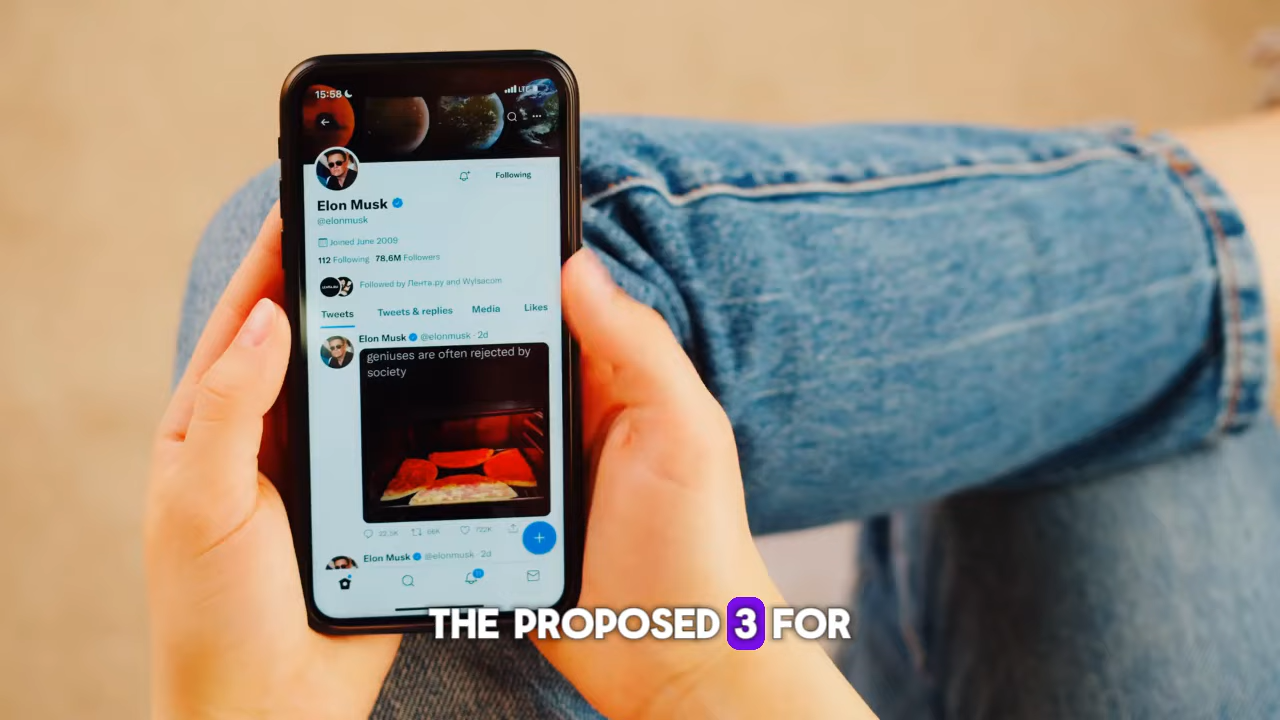 15:58
LTE
Following
Elon Musk
@elonmusk
Joined June 2009
112 Following 78,6M Followers
Followed by Лента.ру and Wylsacom
Tweets Tweets & replies Media Likes
Elon Musk @elonmusk · 2d
geniuses are often rejected by
society
Elon Musk @elonmusk · 2d
THE PROPOSED 3 FOR